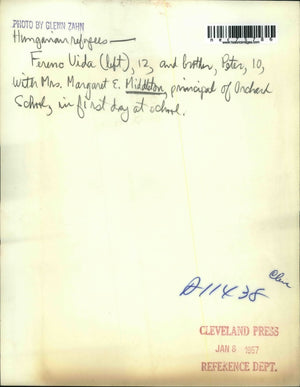 PHOTO BY GLENN ZAHN
Hungarian refugees—
Ferenc Vida (left), 12, and brother, Peter, 10,
with Mrs. Margaret E. Middleton, principal of Orchard
School, in first day at school.
D-11438
CLEVELAND PRESS
JAN 8 1957
REFERENCE DEPT.